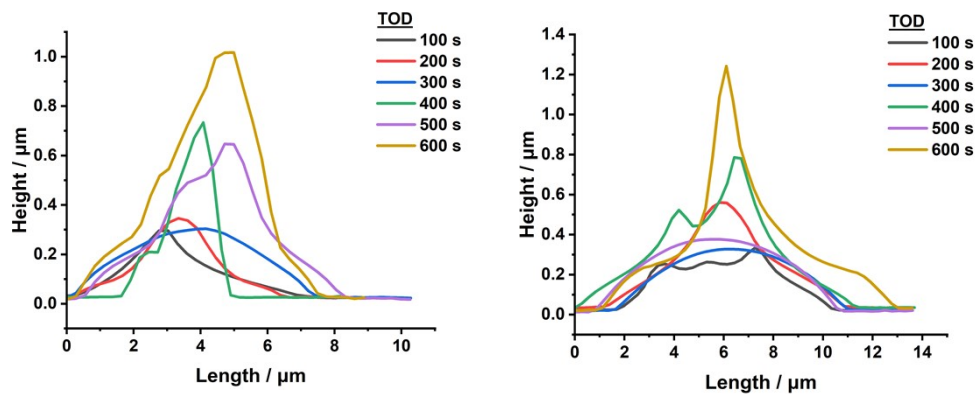 TOD
100 s
200 s
300 s
400 s
500 s
600 s
1.0
0.8
0.6
0.4
0.2
0.0
Height / µm
0 2 4 6 8 10
Length / µm
TOD
100 s
200 s
300 s
400 s
500 s
600 s
1.4
1.2
1.0
0.8
0.6
0.4
0.2
0.0
Height / µm
0 2 4 6 8 10 12 14
Length / µm